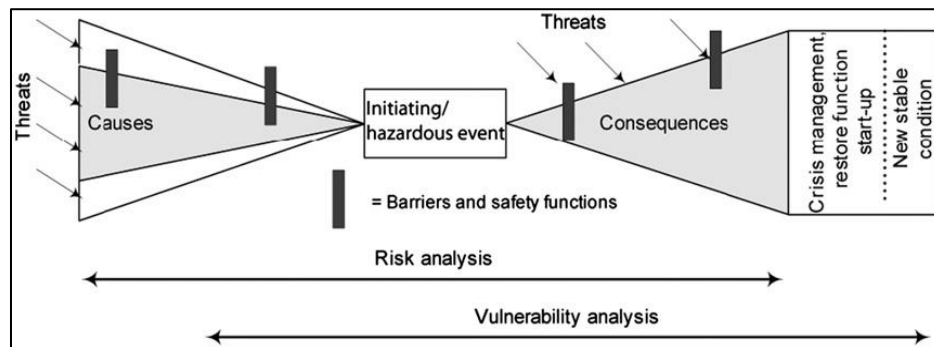 Threats
Threats
Causes
Initiating/
hazardous event
Consequences
Crisis management,
restore function
start-up
New stable
condition
= Barriers and safety functions
Risk analysis
Vulnerability analysis